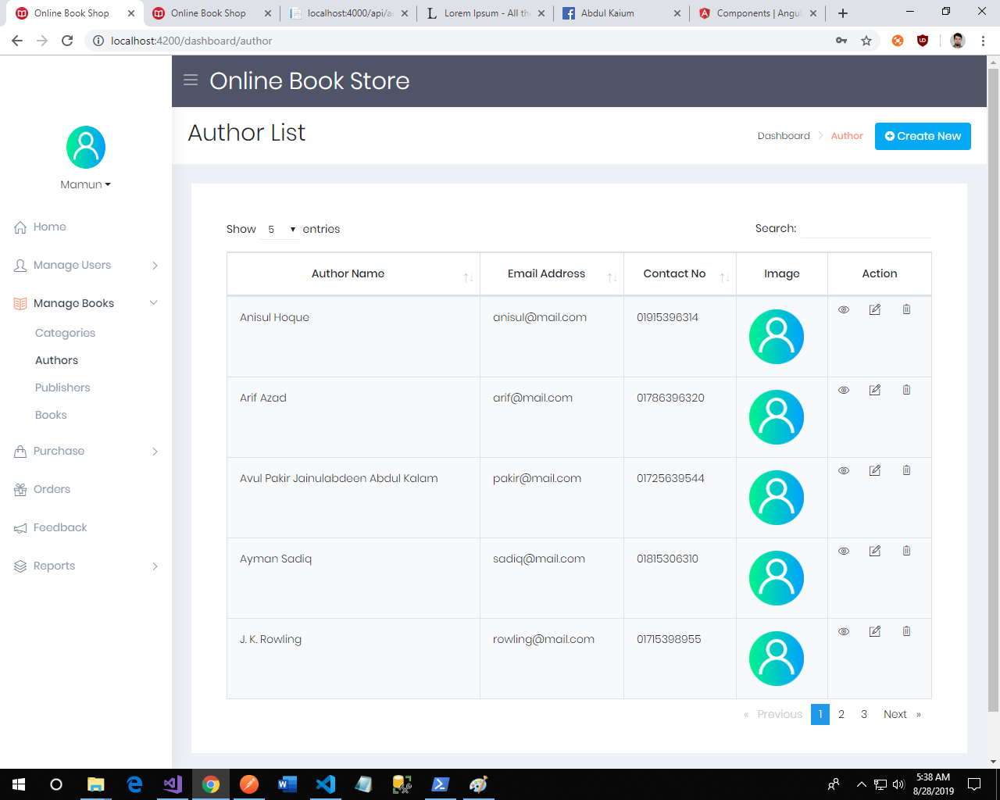 Online Book Shop
Online Book Shop
localhost:4000/api/a
Lorem Ipsum - All th
Abdul Kaium
Components | Angul
localhost:4200/dashboard/author
Online Book Store
Author List
Dashboard
Author
Create New
Mamun
Home
Manage Users
Manage Books
Categories
Authors
Publishers
Books
Purchase
Orders
Feedback
Reports
Show 5 entries
Search:
Author Name Email Address Contact No Image Action
Anisul Hoque anisul@mail.com 01915396314
Arif Azad arif@mail.com 01786396320
Avul Pakir Jainulabdeen Abdul Kalam pakir@mail.com 01725639544
Ayman Sadiq sadiq@mail.com 01815306310
J. K. Rowling rowling@mail.com 01715398955
« Previous 1 2 3 Next »
5:38 AM
8/28/2019